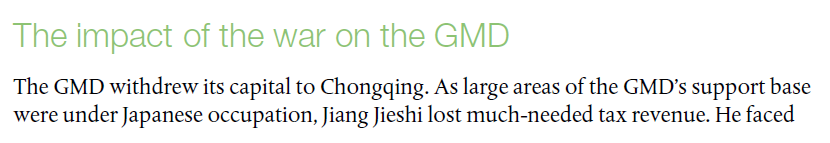 The impact of the war on the GMD
The GMD withdrew its capital to Chongqing. As large areas of the GMD's support base
were under Japanese occupation, Jiang Jieshi lost much-needed tax revenue. He faced